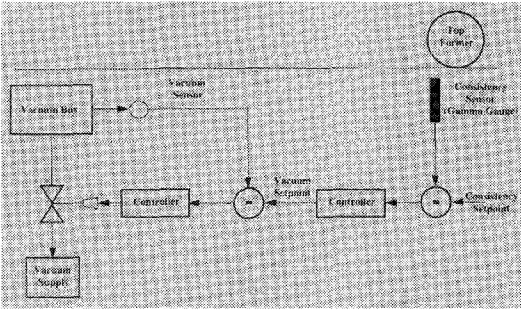 Top
Former
Vacuum
Sensor
Consistency
Sensor
(Gamma Gauge)
Vacuum Box
Vacuum
Setpoint
Controller
=
Controller
=
Consistency
Setpoint
Vacuum
Supply